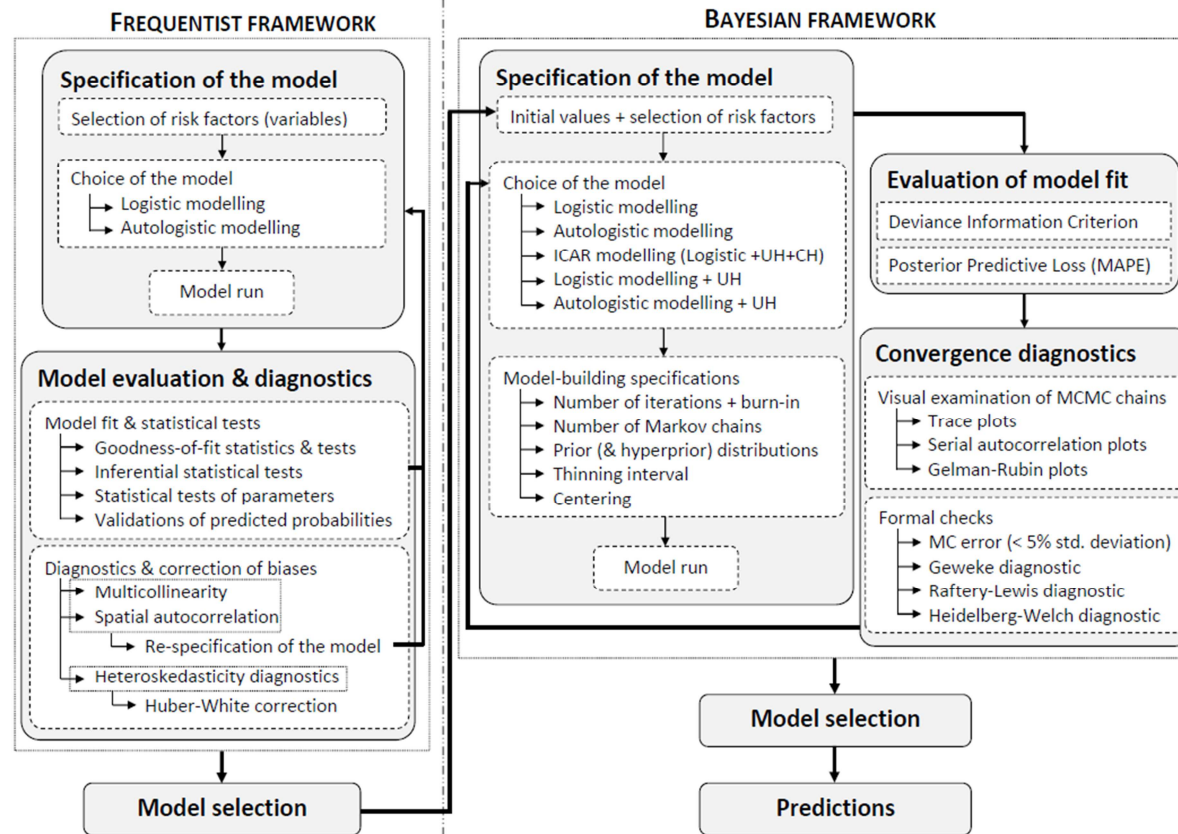 FREQUENTIST FRAMEWORK
Specification of the model
Selection of risk factors (variables)
Choice of the model
Logistic modelling
Autologistic modelling
Model run
Model evaluation & diagnostics
Model fit & statistical tests
Goodness-of-fit statistics & tests
Inferential statistical tests
Statistical tests of parameters
Validations of predicted probabilities
Diagnostics & correction of biases
Multicollinearity
Spatial autocorrelation
Re-specification of the model
Heteroskedasticity diagnostics
Huber-White correction
Model selection
BAYESIAN FRAMEWORK
Specification of the model
Initial values + selection of risk factors
Choice of the model
Logistic modelling
Autologistic modelling
ICAR modelling (Logistic +UH+CH)
Logistic modelling + UH
Autologistic modelling + UH
Model-building specifications
Number of iterations + burn-in
Number of Markov chains
Prior (& hyperprior) distributions
Thinning interval
Centering
Model run
Evaluation of model fit
Deviance Information Criterion
Posterior Predictive Loss (MAPE)
Convergence diagnostics
Visual examination of MCMC chains
Trace plots
Serial autocorrelation plots
Gelman-Rubin plots
Formal checks
MC error (< 5% std. deviation)
Geweke diagnostic
Raftery-Lewis diagnostic
Heidelberg-Welch diagnostic
Model selection
Predictions